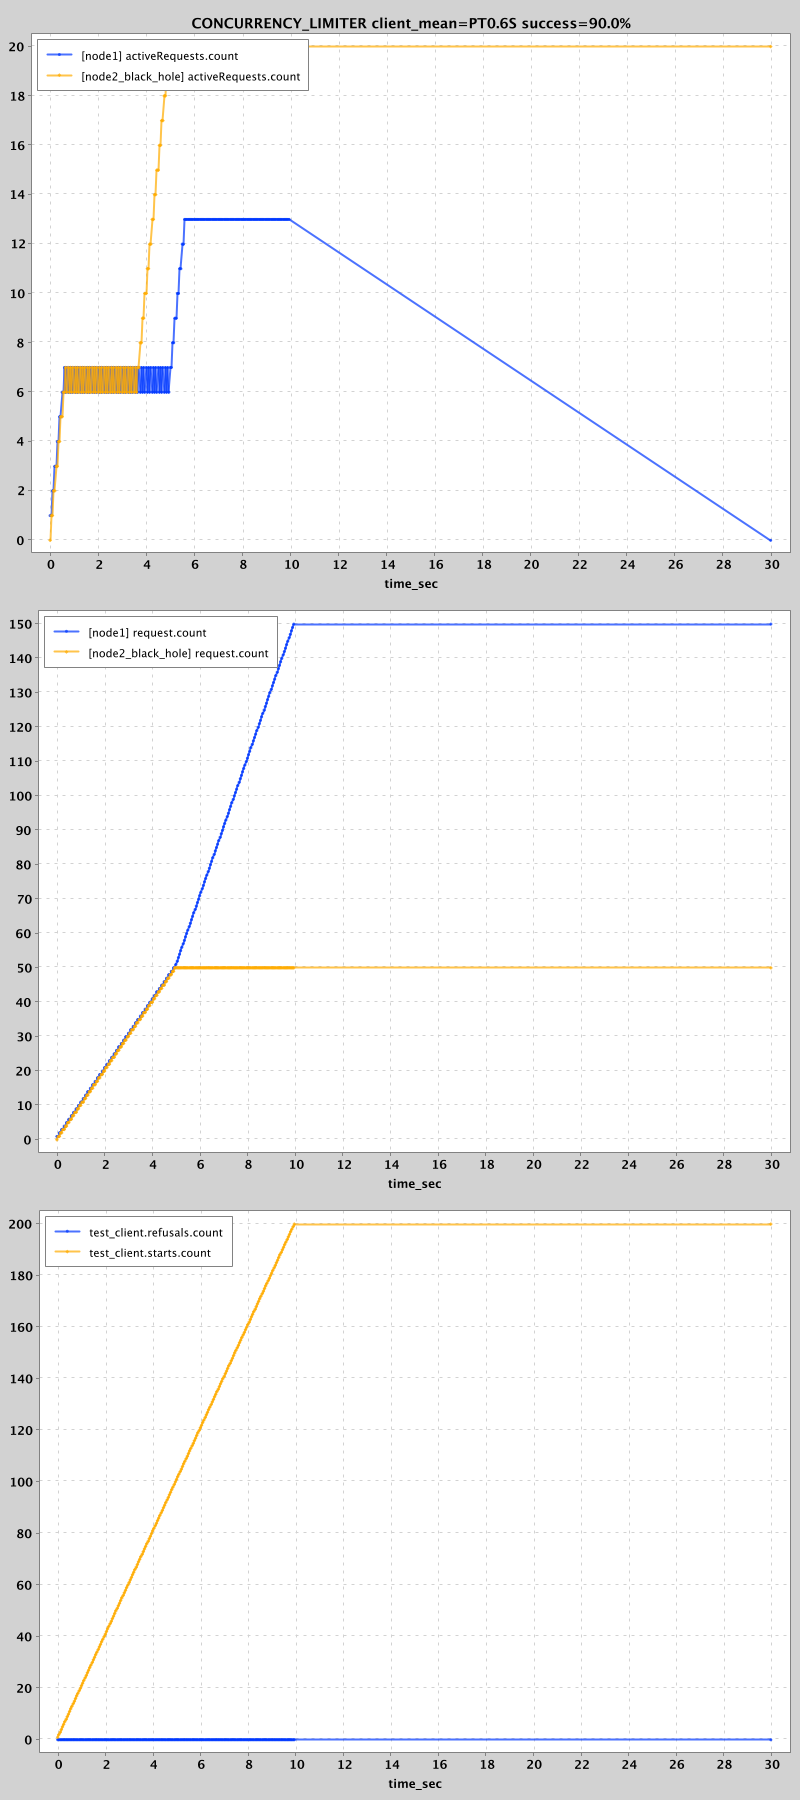 CONCURRENCY_LIMITER client_mean=PT0.6S success=90.0%
[node1] activeRequests.count
[node2_black_hole] activeRequests.count
20
18
16
14
12
10
8
6
4
2
0
0 2 4 6 8 10 12 14 16 18 20 22 24 26 28 30
time_sec
[node1] request.count
[node2_black_hole] request.count
150
140
130
120
110
100
90
80
70
60
50
40
30
20
10
0
0 2 4 6 8 10 12 14 16 18 20 22 24 26 28 30
time_sec
test_client.refusals.count
test_client.starts.count
200
180
160
140
120
100
80
60
40
20
0
0 2 4 6 8 10 12 14 16 18 20 22 24 26 28 30
time_sec